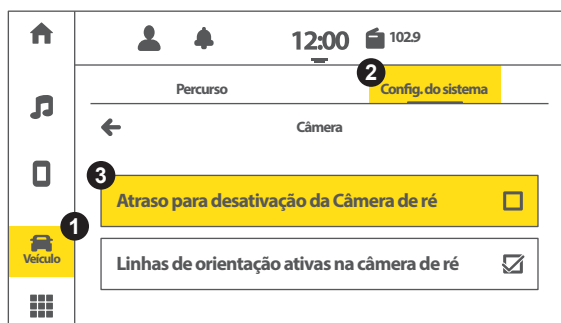 12:00 102.9
2
Percurso Config. do sistema
Câmera
3
Atraso para desativação da Câmera de ré
1
Veículo
Linhas de orientação ativas na câmera de ré